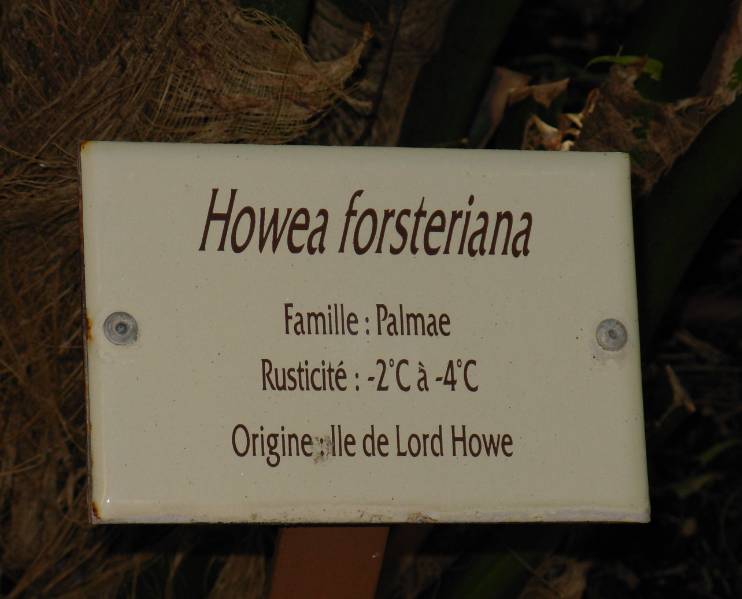 Howea forsteriana
Famille : Palmae
Rusticité : -2°C à -4°C
Origine : Ile de Lord Howe